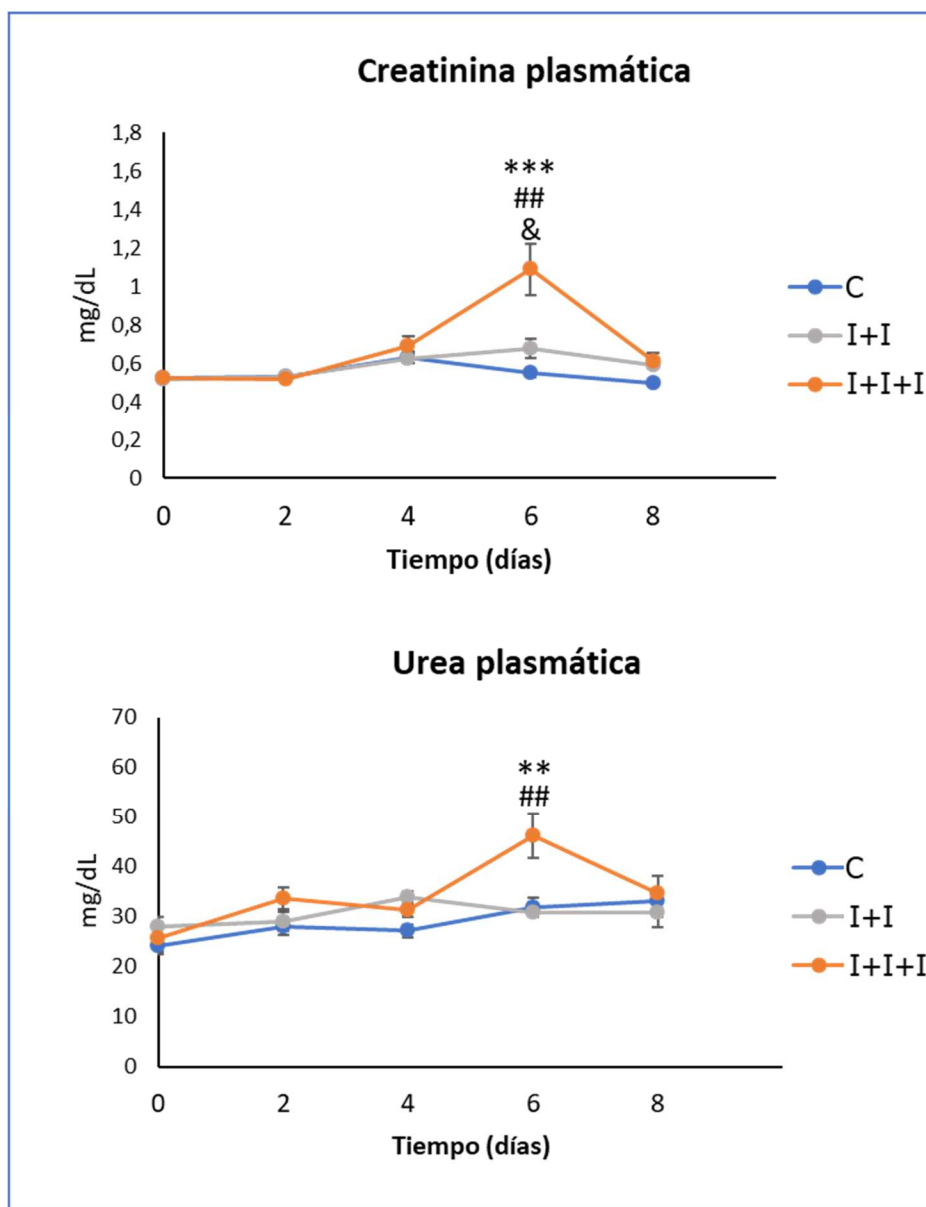 Creatinina plasmática
1,8
1,6
1,4
1,2
1
0,8
0,6
0,4
0,2
0
mg/dL
***
##
&
C
I+I
I+I+I
0 2 4 6 8
Tiempo (días)
Urea plasmática
70
60
50
40
30
20
10
0
mg/dL
**
##
C
I+I
I+I+I
0 2 4 6 8
Tiempo (días)